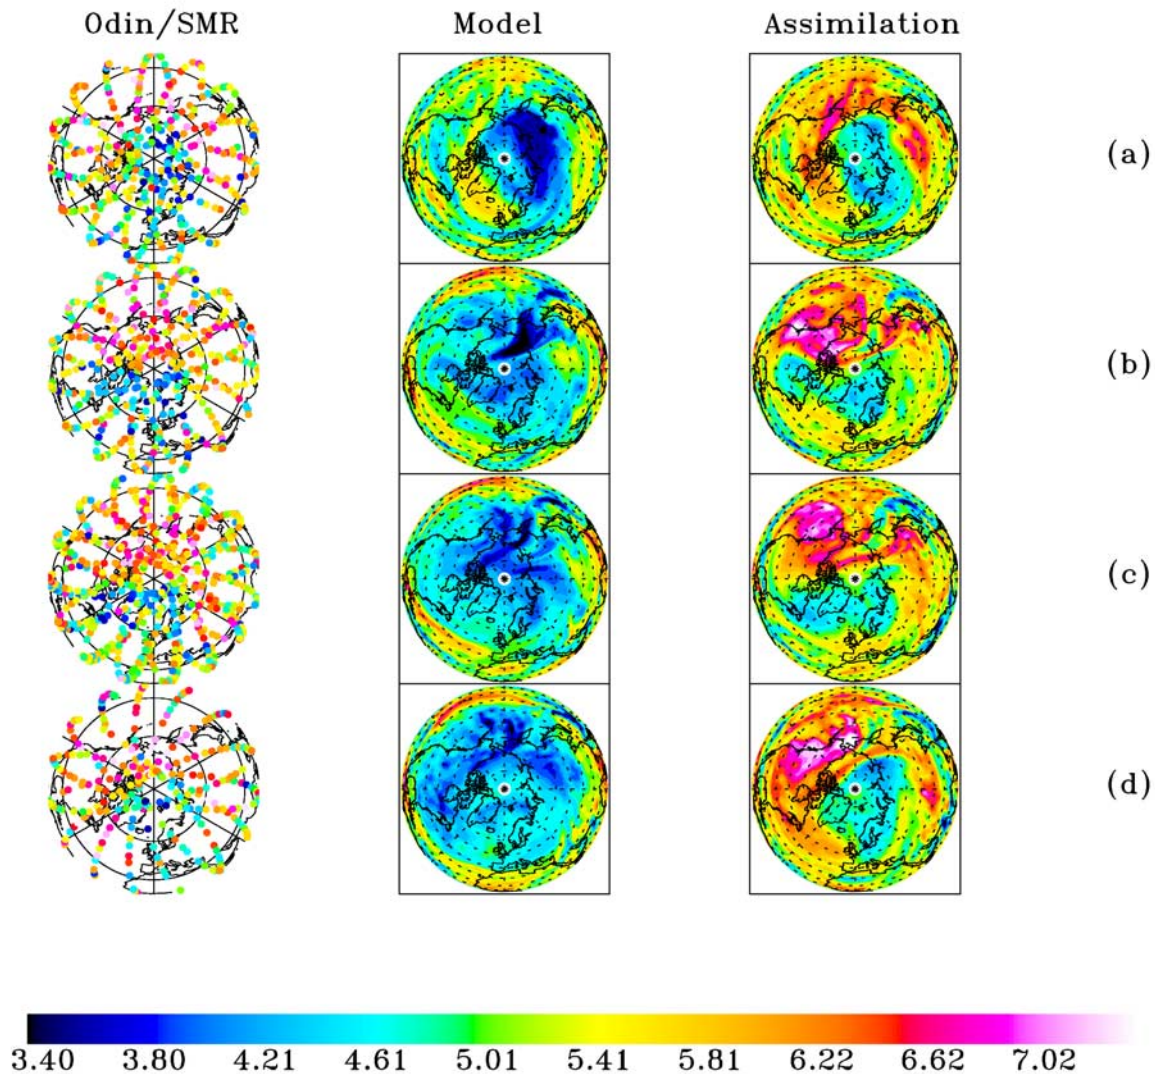 Odin/SMR Model Assimilation
(a)
(b)
(c)
(d)
3.40 3.80 4.21 4.61 5.01 5.41 5.81 6.22 6.62 7.02